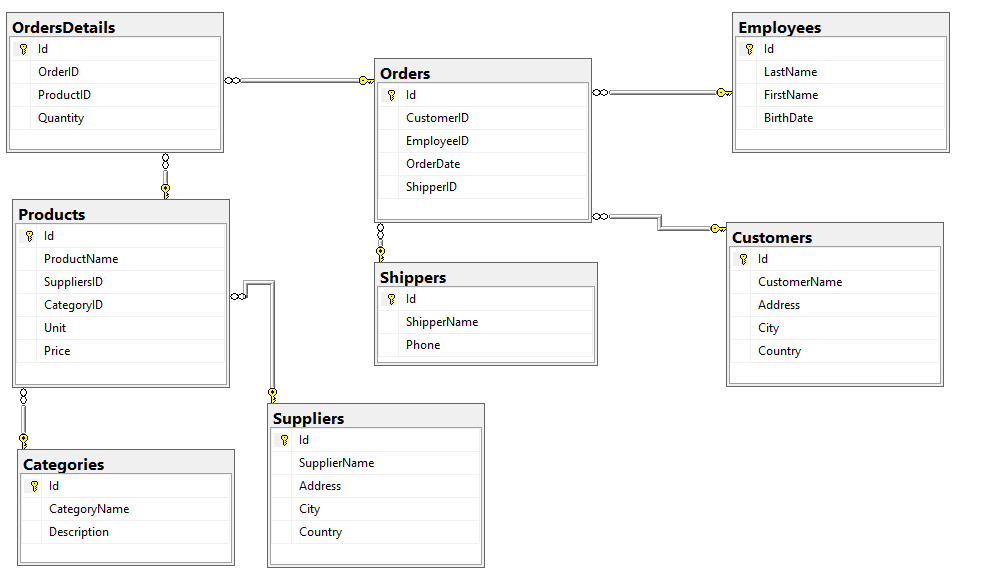 OrdersDetails
Id
OrderID
ProductID
Quantity
Orders
Id
CustomerID
EmployeeID
OrderDate
ShipperID
Employees
Id
LastName
FirstName
BirthDate
Products
Id
ProductName
SuppliersID
CategoryID
Unit
Price
Shippers
Id
ShipperName
Phone
Customers
Id
CustomerName
Address
City
Country
Categories
Id
CategoryName
Description
Suppliers
Id
SupplierName
Address
City
Country